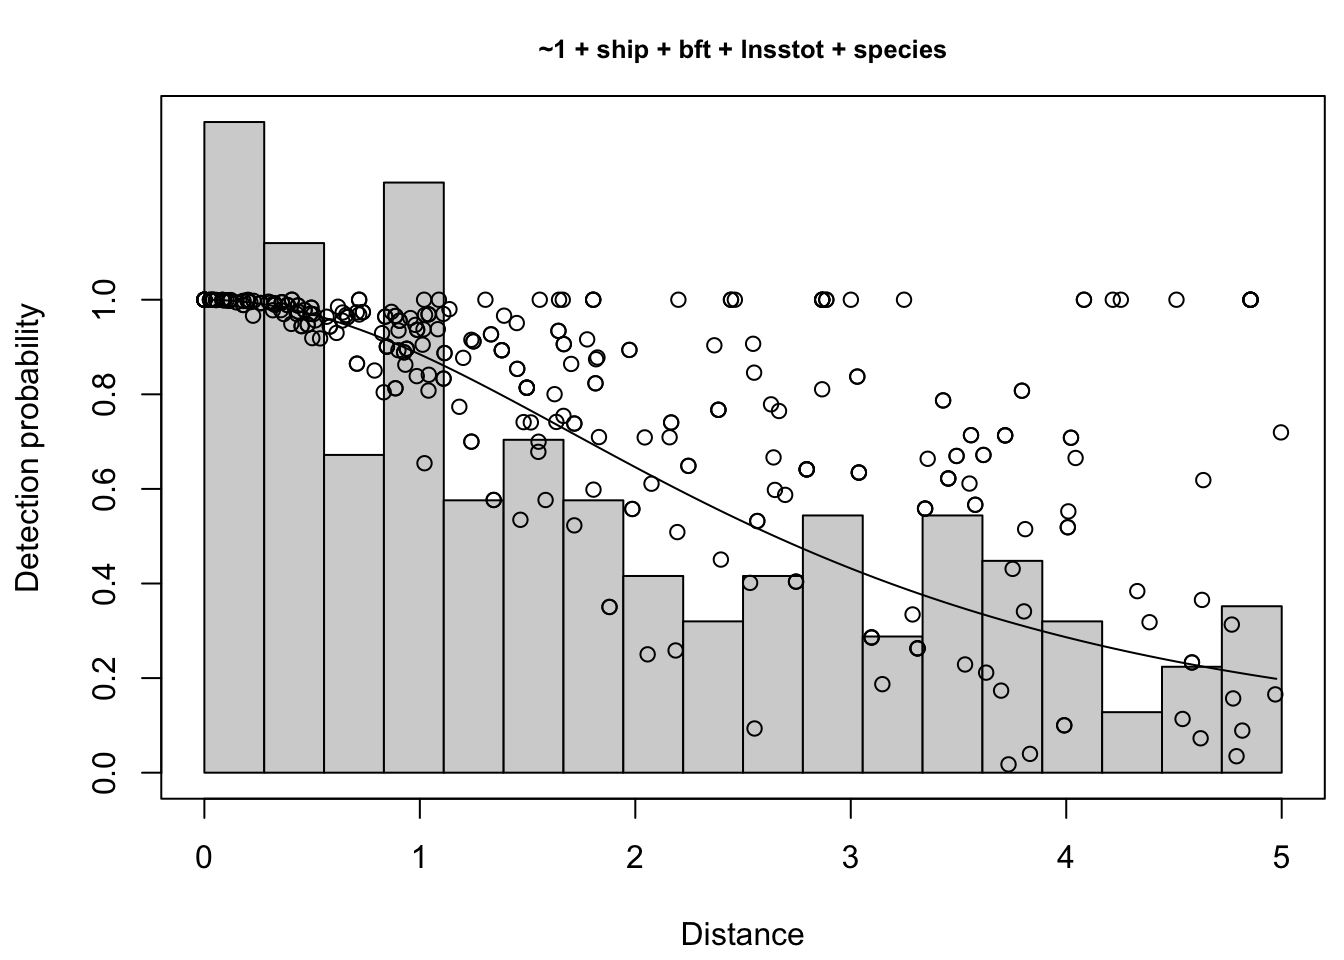 ~1 + ship + bft + lnsstot + species
Detection probability
1.0
0.8
0.6
0.4
0.2
0.0
0 1 2 3 4 5
Distance